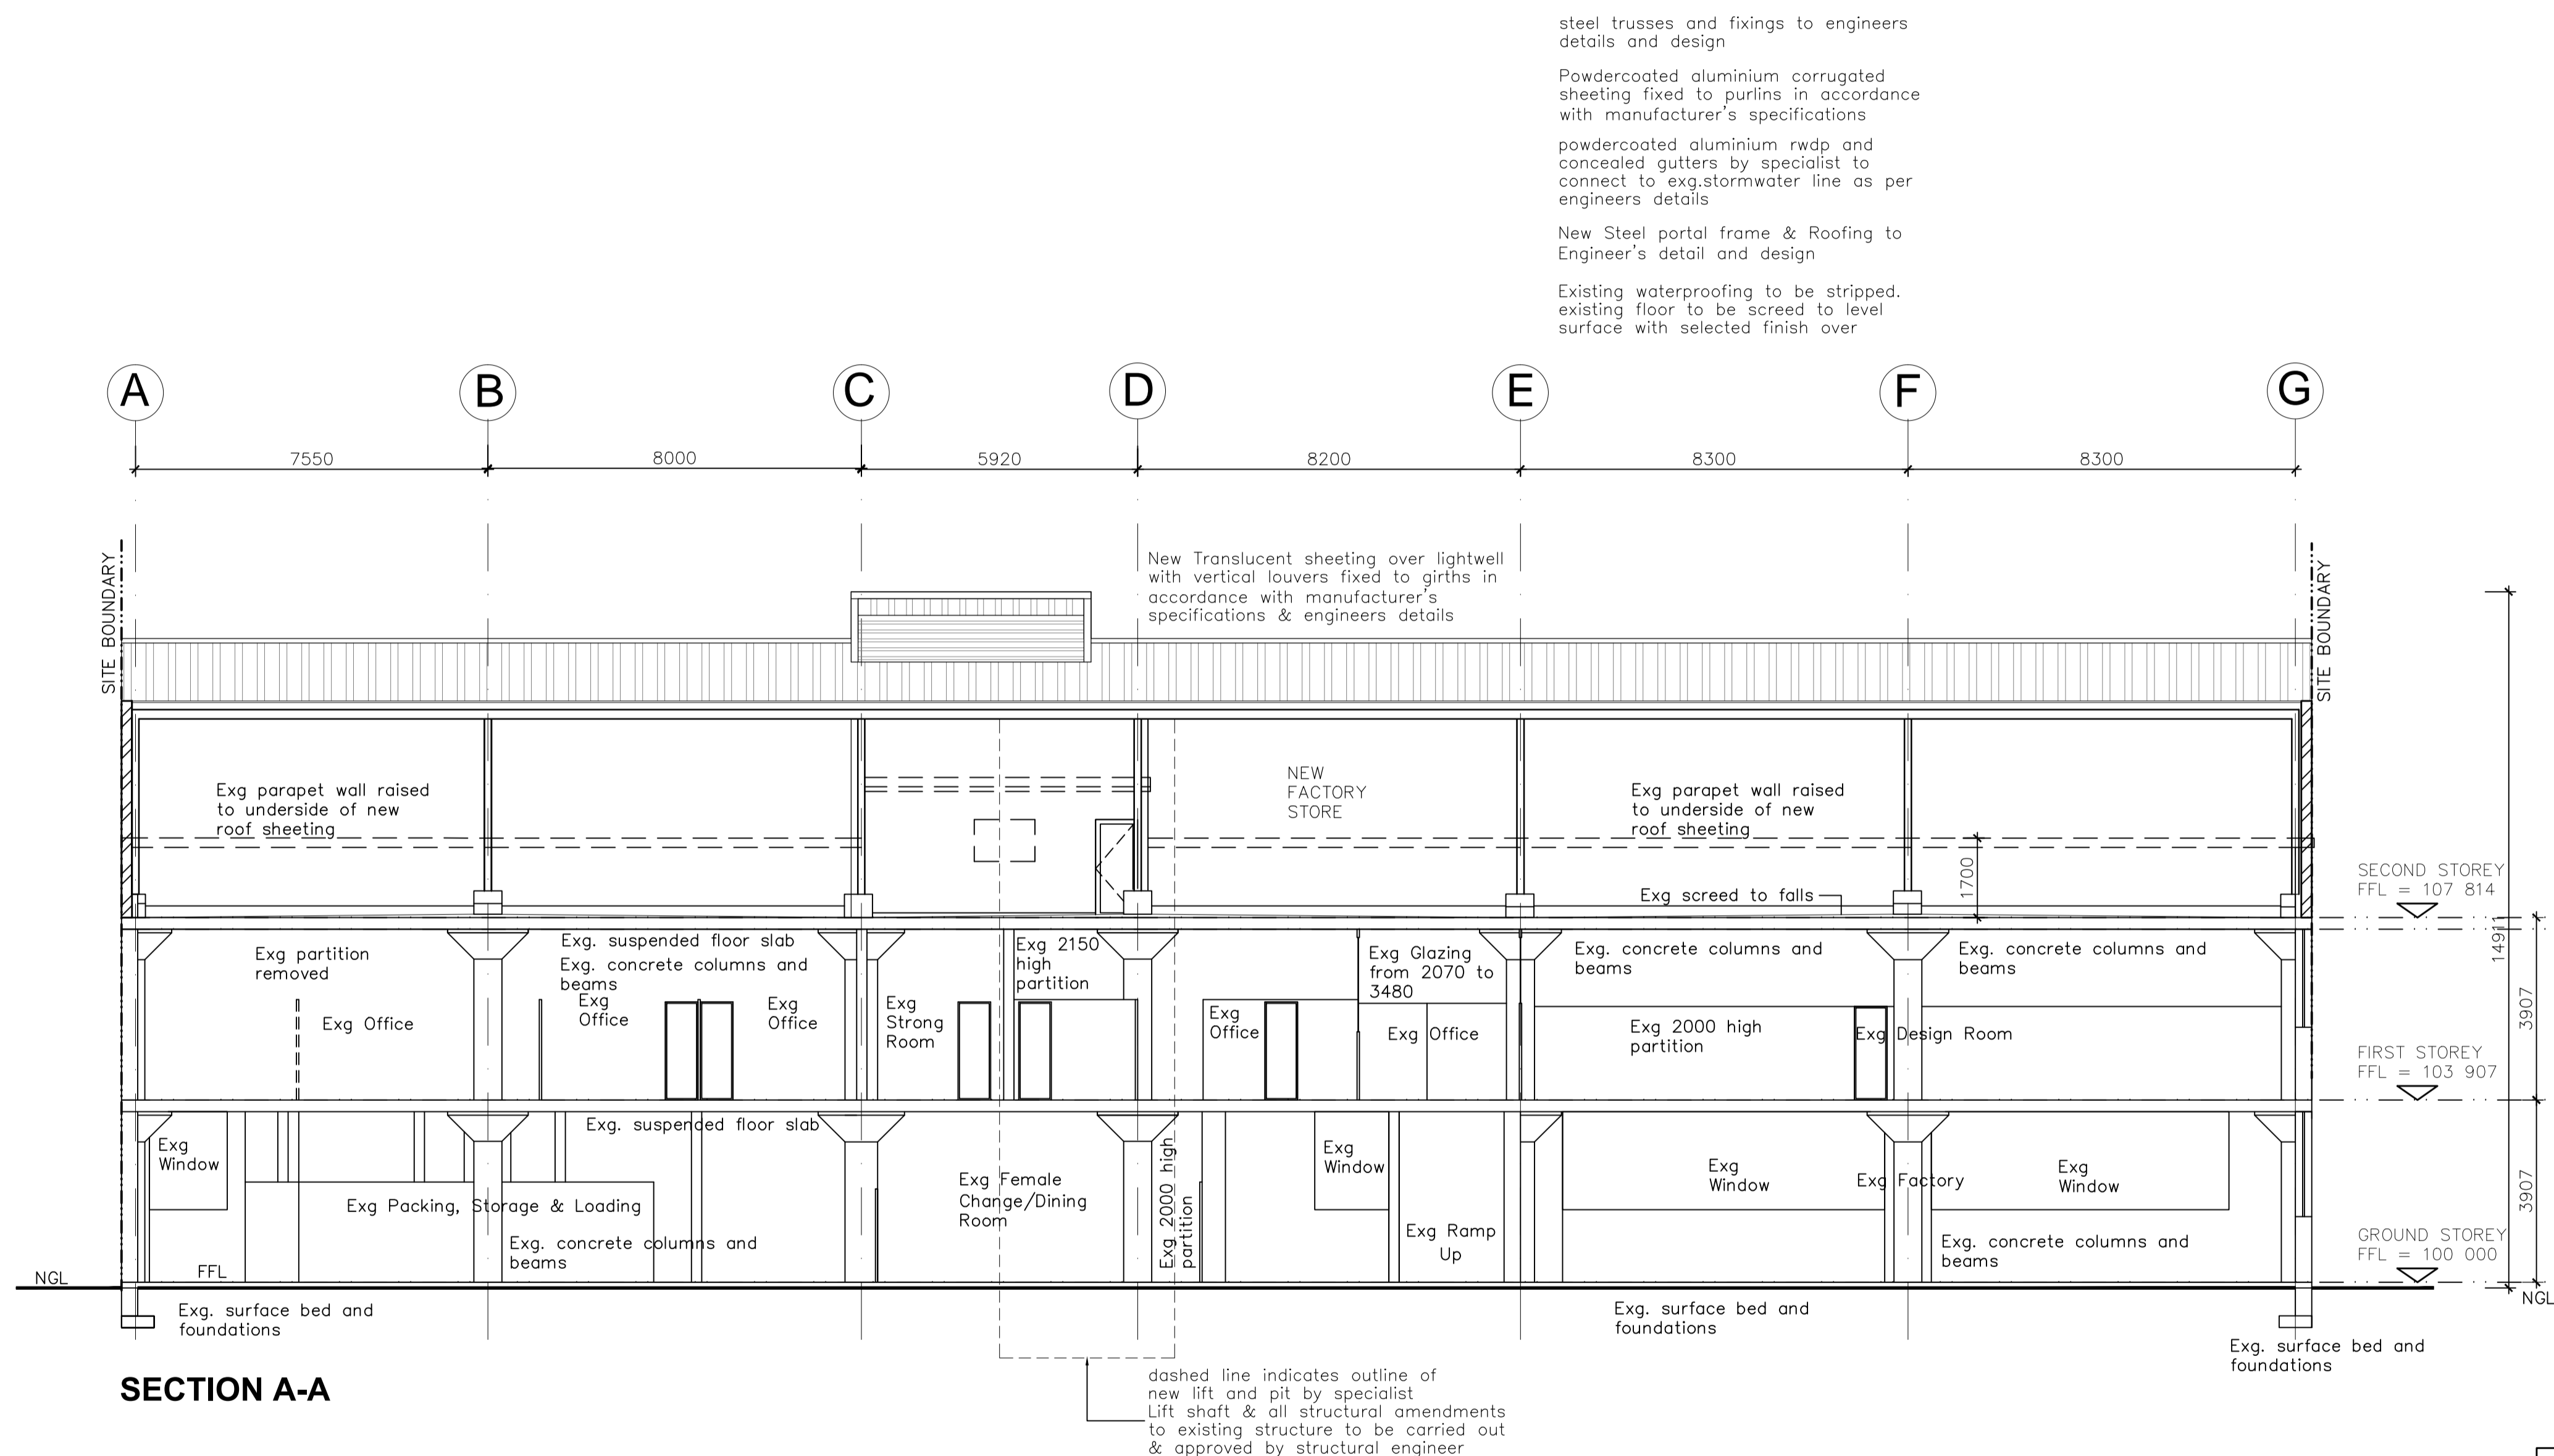 steel trusses and fixings to engineers
details and design
Powdercoated aluminium corrugated
sheeting fixed to purlins in accordance
with manufacturer's specifications
powdercoated aluminium rwdp and
concealed gutters by specialist to
connect to exg.stormwater line as per
engineers details
New Steel portal frame & Roofing to
Engineer's detail and design
Existing waterproofing to be stripped.
existing floor to be screed to level
surface with selected finish over
A
B
C
D
E
F
G
7550
8000
5920
8200
8300
8300
SITE BOUNDARY
New Translucent sheeting over lightwell
with vertical louvers fixed to girths in
accordance with manufacturer's
specifications & engineers details
SITE BOUNDARY
Exg parapet wall raised
to underside of new
roof sheeting
NEW
FACTORY
STORE
Exg parapet wall raised
to underside of new
roof sheeting
1700
Exg screed to falls
SECOND STOREY
FFL = 107 814
14911
Exg partition
removed
Exg. suspended floor slab
Exg. concrete columns and
beams
Exg Office
Exg
Office
Exg
Office
Exg
Strong
Room
Exg 2150
high
partition
Exg
Office
Exg Glazing
from 2070 to
3480
Exg Office
Exg. concrete columns and
beams
Exg 2000 high
partition
Exg Design Room
Exg. concrete columns and
beams
3907
FIRST STOREY
FFL = 103 907
Exg
Window
Exg. suspended floor slab
Exg Packing, Storage & Loading
Exg. concrete columns and
beams
Exg Female
Change/Dining
Room
Exg 2000 high
partition
Exg
Window
Exg Ramp
Up
Exg
Window
Exg Factory
Exg
Window
Exg. concrete columns and
beams
3907
GROUND STOREY
FFL = 100 000
NGL
FFL
NGL
Exg. surface bed and
foundations
Exg. surface bed and
foundations
Exg. surface bed and
foundations
SECTION A-A
dashed line indicates outline of
new lift and pit by specialist
Lift shaft & all structural amendments
to existing structure to be carried out
& approved by structural engineer